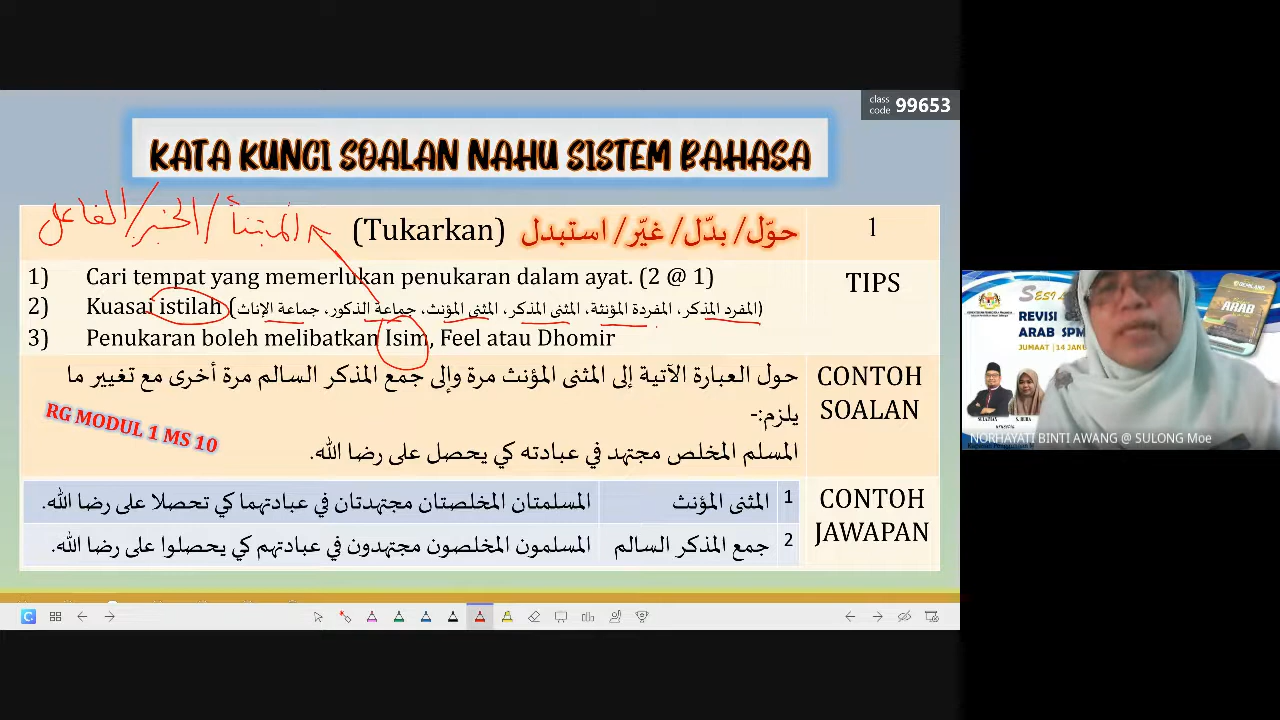 class code 99653
KATA KUNCI SOALAN NAHU SISTEM BAHASA
المبتدأ / الخبر / الفاعل
1
حوّل/ بدّل/ غيّر/ استبدل (Tukarkan)
TIPS
1) Cari tempat yang memerlukan penukaran dalam ayat. (2 @ 1)
2) Kuasai istilah (المفرد المذكر، المفردة المؤنثة، المثنى المذكر، المثنى المؤنث، جماعة الذكور، جماعة الإناث)
3) Penukaran boleh melibatkan Isim, Feel atau Dhomir
CONTOH SOALAN
حول العبارة الآتية إلى المثنى المؤنث مرة وإلى جمع المذكر السالم مرة أخرى مع تغيير ما
يلزم:-
المسلم المخلص مجتهد في عبادته كي يحصل على رضا الله.
RG MODUL 1 MS 10
CONTOH JAWAPAN
1 المثنى المؤنث المسلمتان المخلصتان مجتهدتان في عبادتهما كي تحصلا على رضا الله.
2 جمع المذكر السالم المسلمون المخلصون مجتهدون في عبادتهم كي يحصلوا على رضا الله.
REVISI
ARAB SPM
JUMAAT | 14 JAN
ARAB
NORHAYATI BINTI AWANG @ SULONG Moe